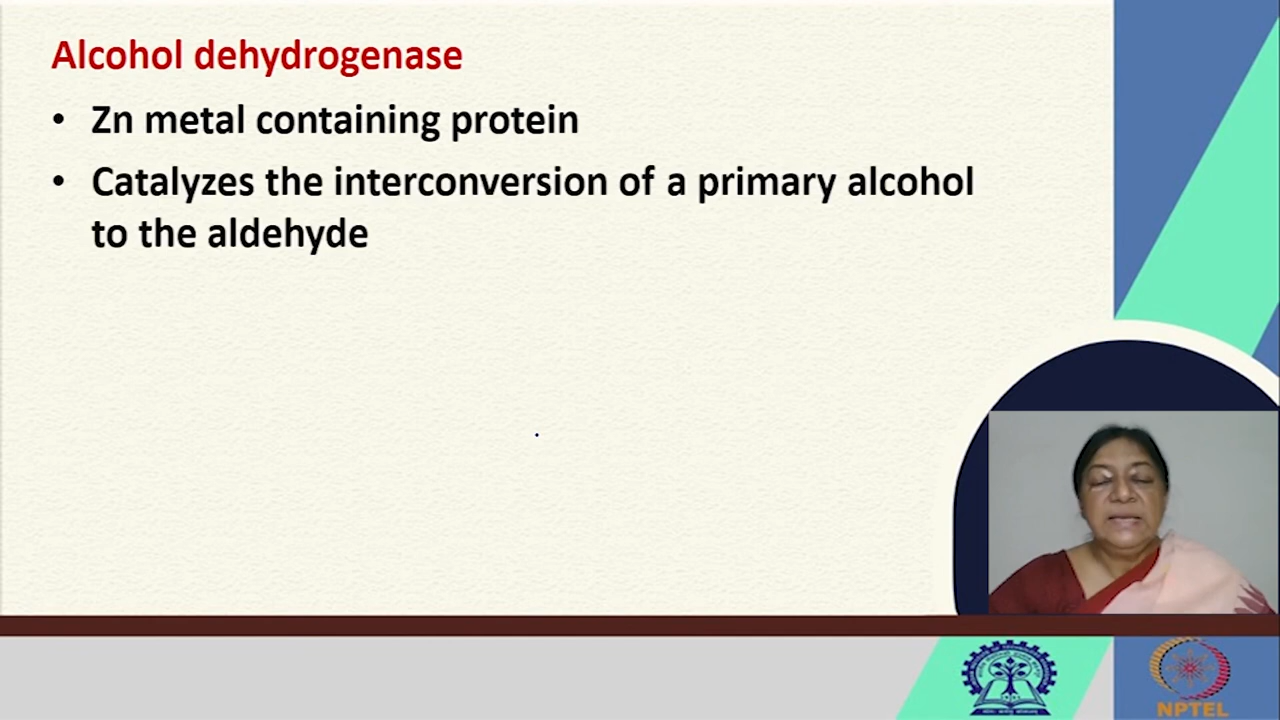 Alcohol dehydrogenase
• Zn metal containing protein
• Catalyzes the interconversion of a primary alcohol
to the aldehyde
NPTEL